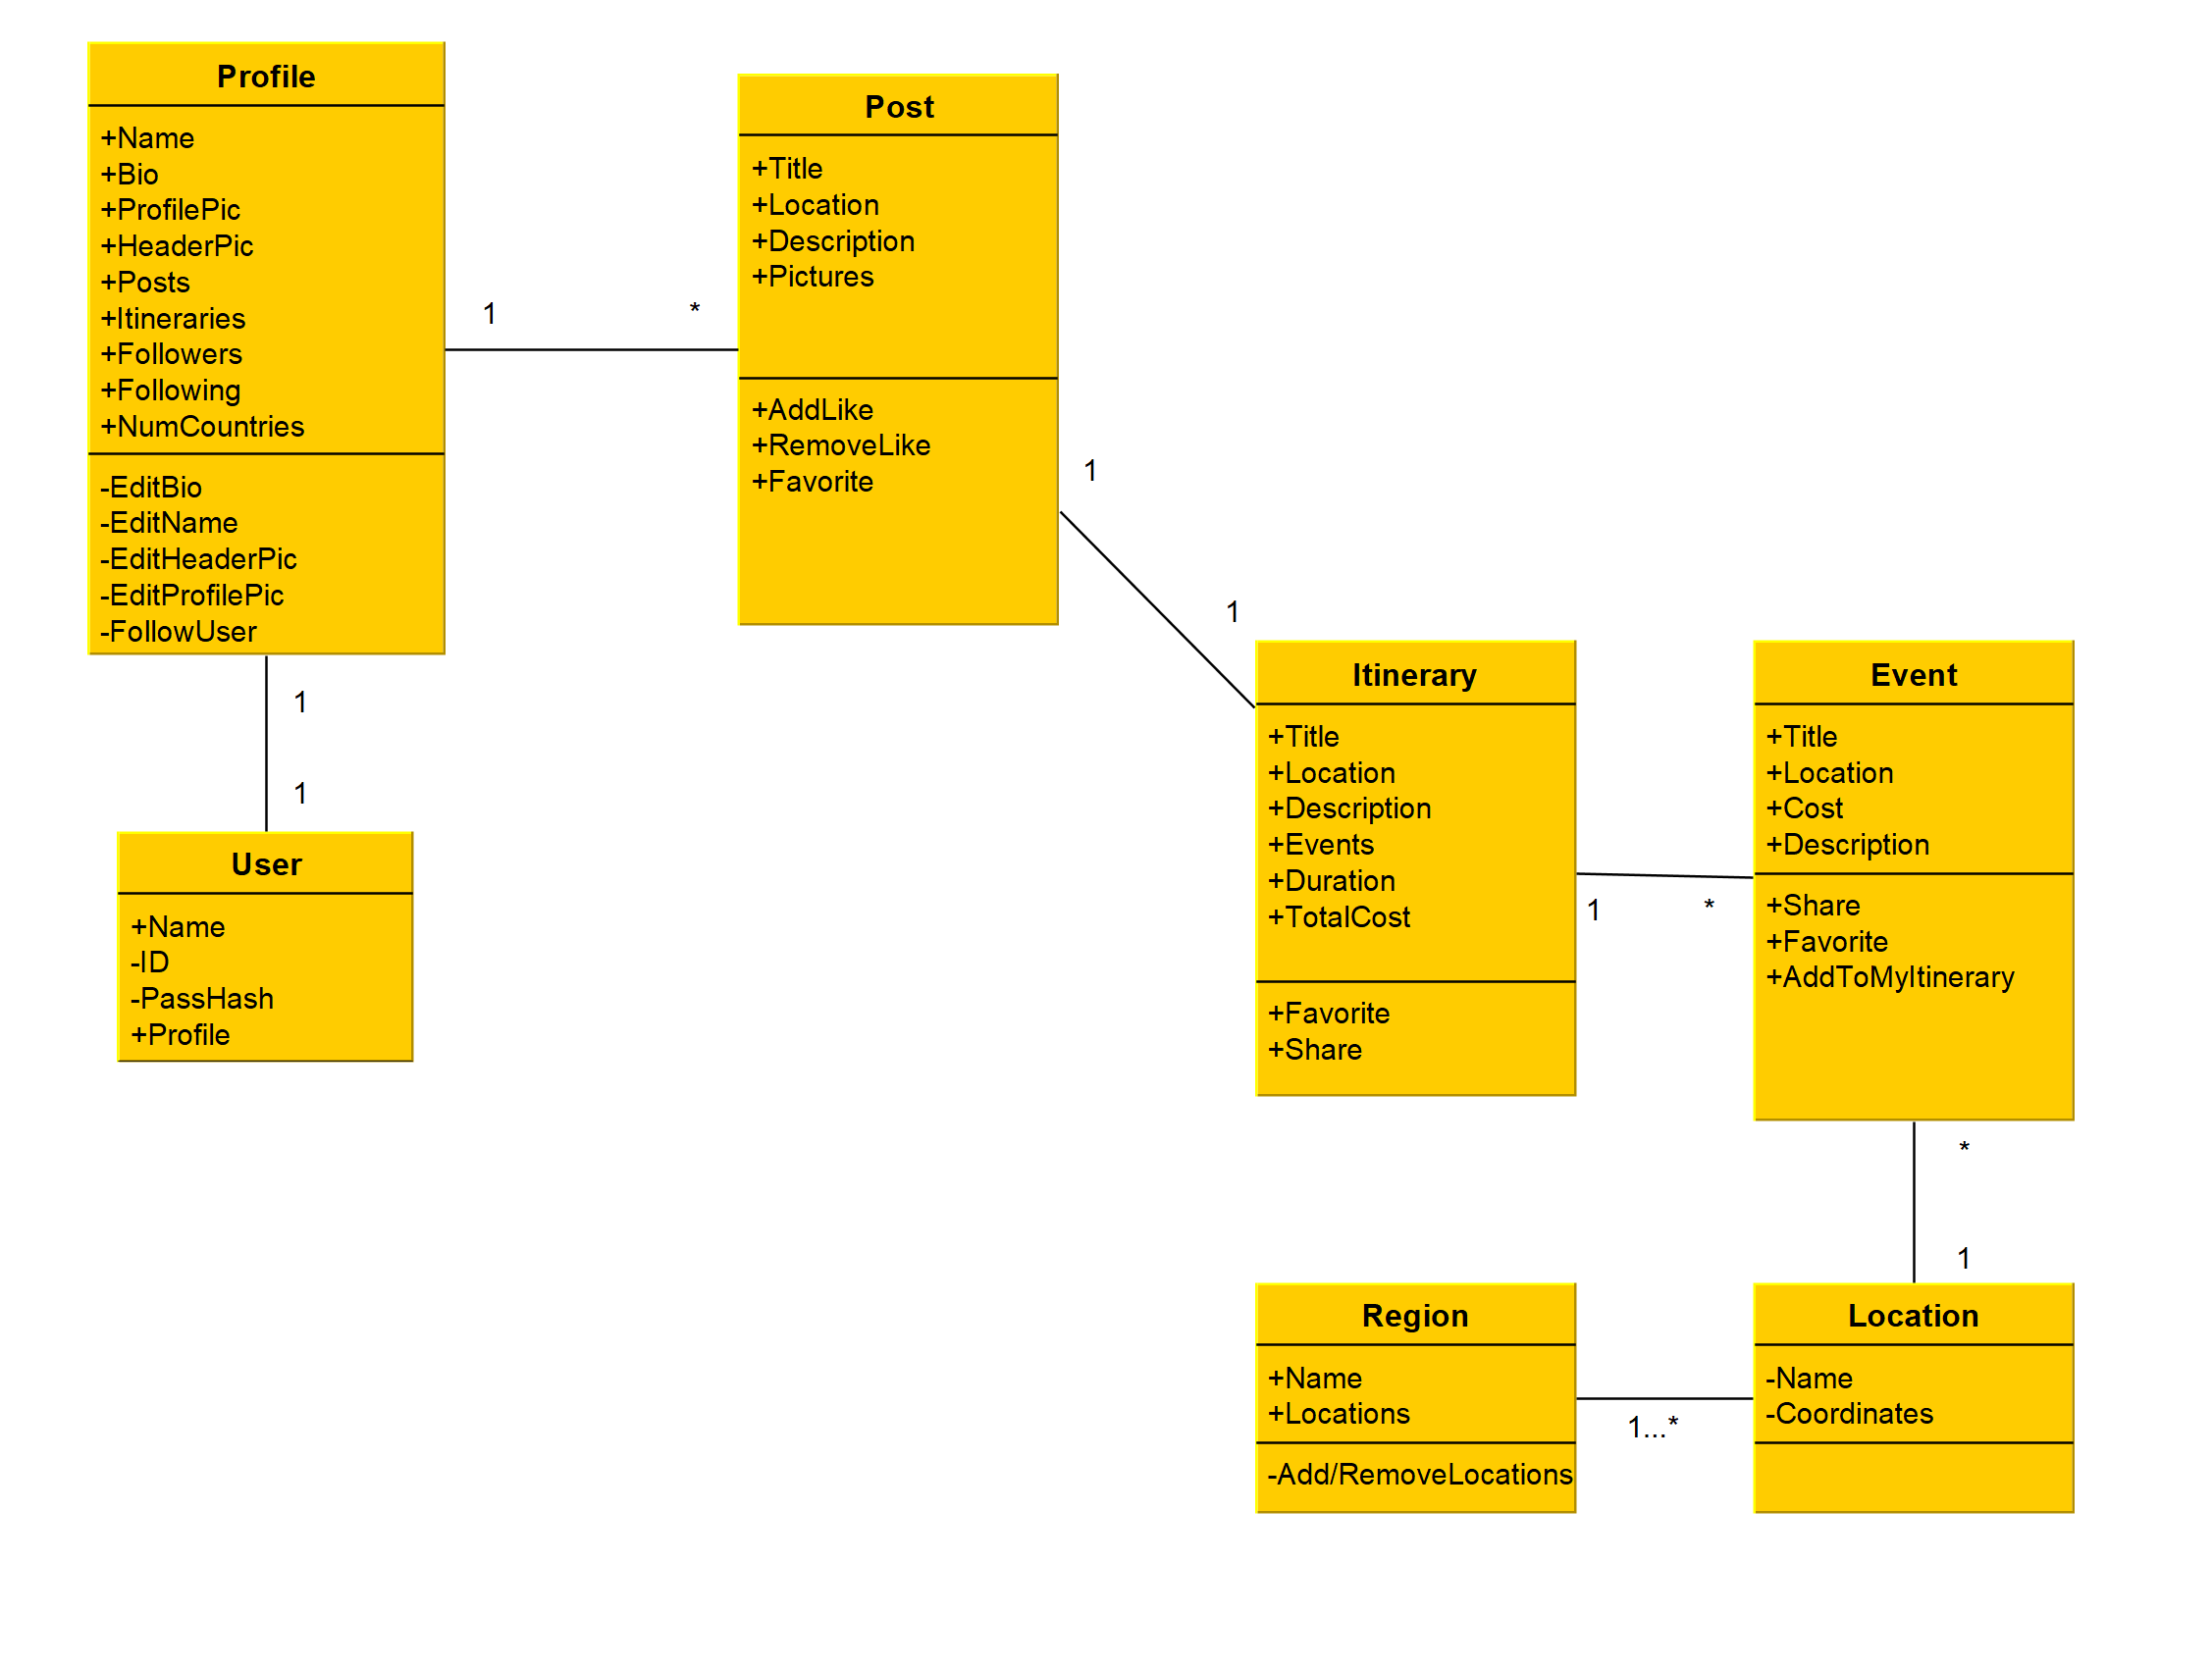 Profile
+Name
+Bio
+ProfilePic
+HeaderPic
+Posts
+Itineraries
+Followers
+Following
+NumCountries
-EditBio
-EditName
-EditHeaderPic
-EditProfilePic
-FollowUser
1
*
Post
+Title
+Location
+Description
+Pictures
+AddLike
+RemoveLike
+Favorite
1
1
1
1
User
+Name
-ID
-PassHash
+Profile
Itinerary
+Title
+Location
+Description
+Events
+Duration
+TotalCost
+Favorite
+Share
1
*
Event
+Title
+Location
+Cost
+Description
+Share
+Favorite
+AddToMyItinerary
*
1
Region
+Name
+Locations
-Add/RemoveLocations
1...*
Location
-Name
-Coordinates